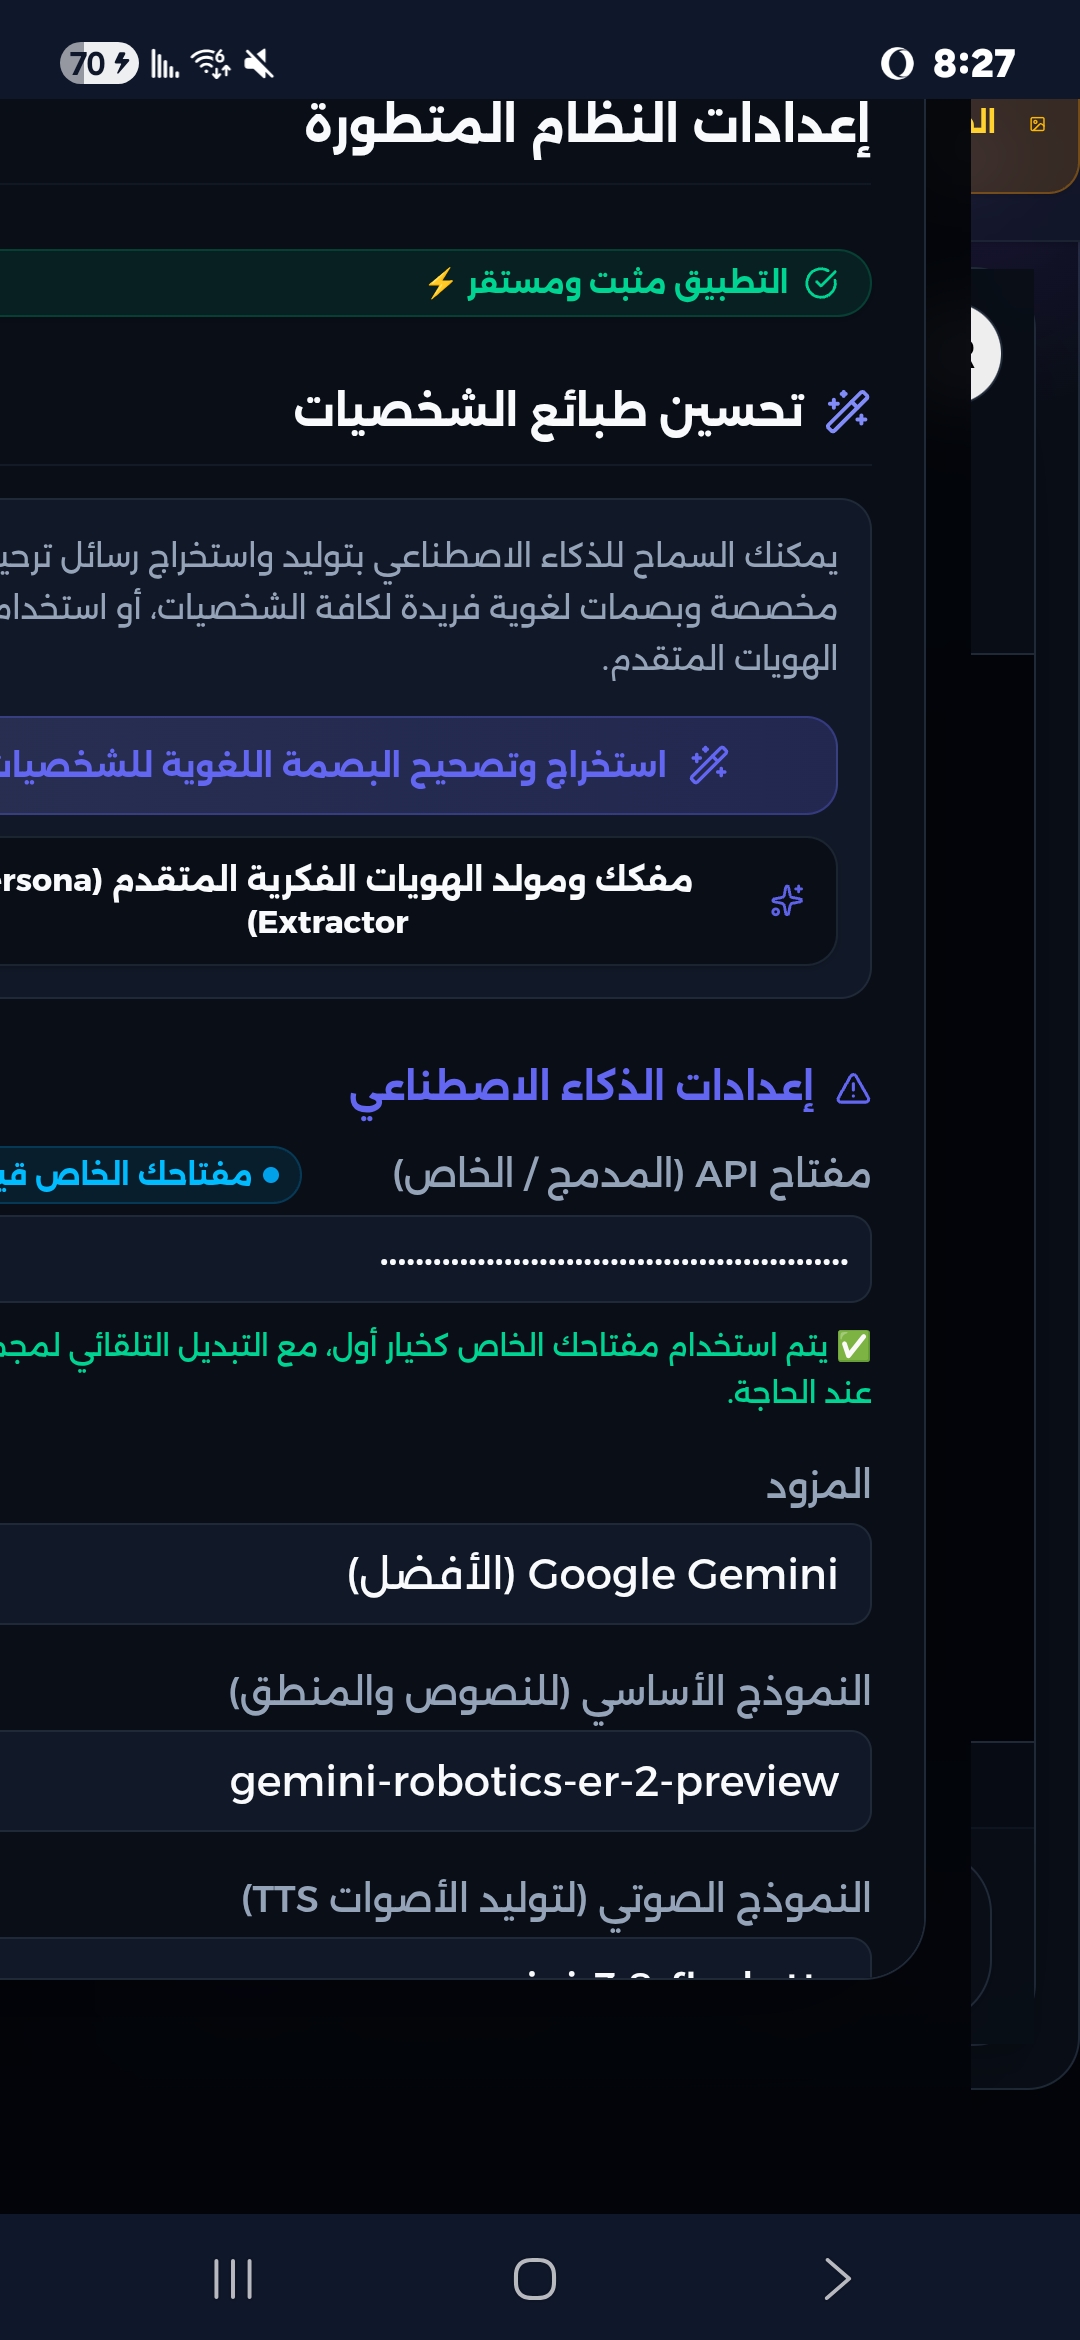 70
8:27
إعدادات النظام المتطورة
التطبيق مثبت ومستقر ⚡
تحسين طبائع الشخصيات
يمكنك السماح للذكاء الاصطناعي بتوليد واستخراج رسائل
مخصصة وبصمات لغوية فريدة لكافة الشخصيات، أو
الهويات المتقدم.
استخراج وتصحيح البصمة اللغوية
مفكك ومولد الهويات الفكرية المتقدم
Extractor)
إعدادات الذكاء الاصطناعي
مفتاح API (المدمج / الخاص)
مفتاحك الخاص
✅ يتم استخدام مفتاحك الخاص كخيار أول، مع التبديل التلقائي
عند الحاجة.
المزود
Google Gemini (الأفضل)
النموذج الأساسي (للنصوص والمنطق)
gemini-robotics-er-2-preview
النموذج الصوتي (لتوليد الأصوات TTS)